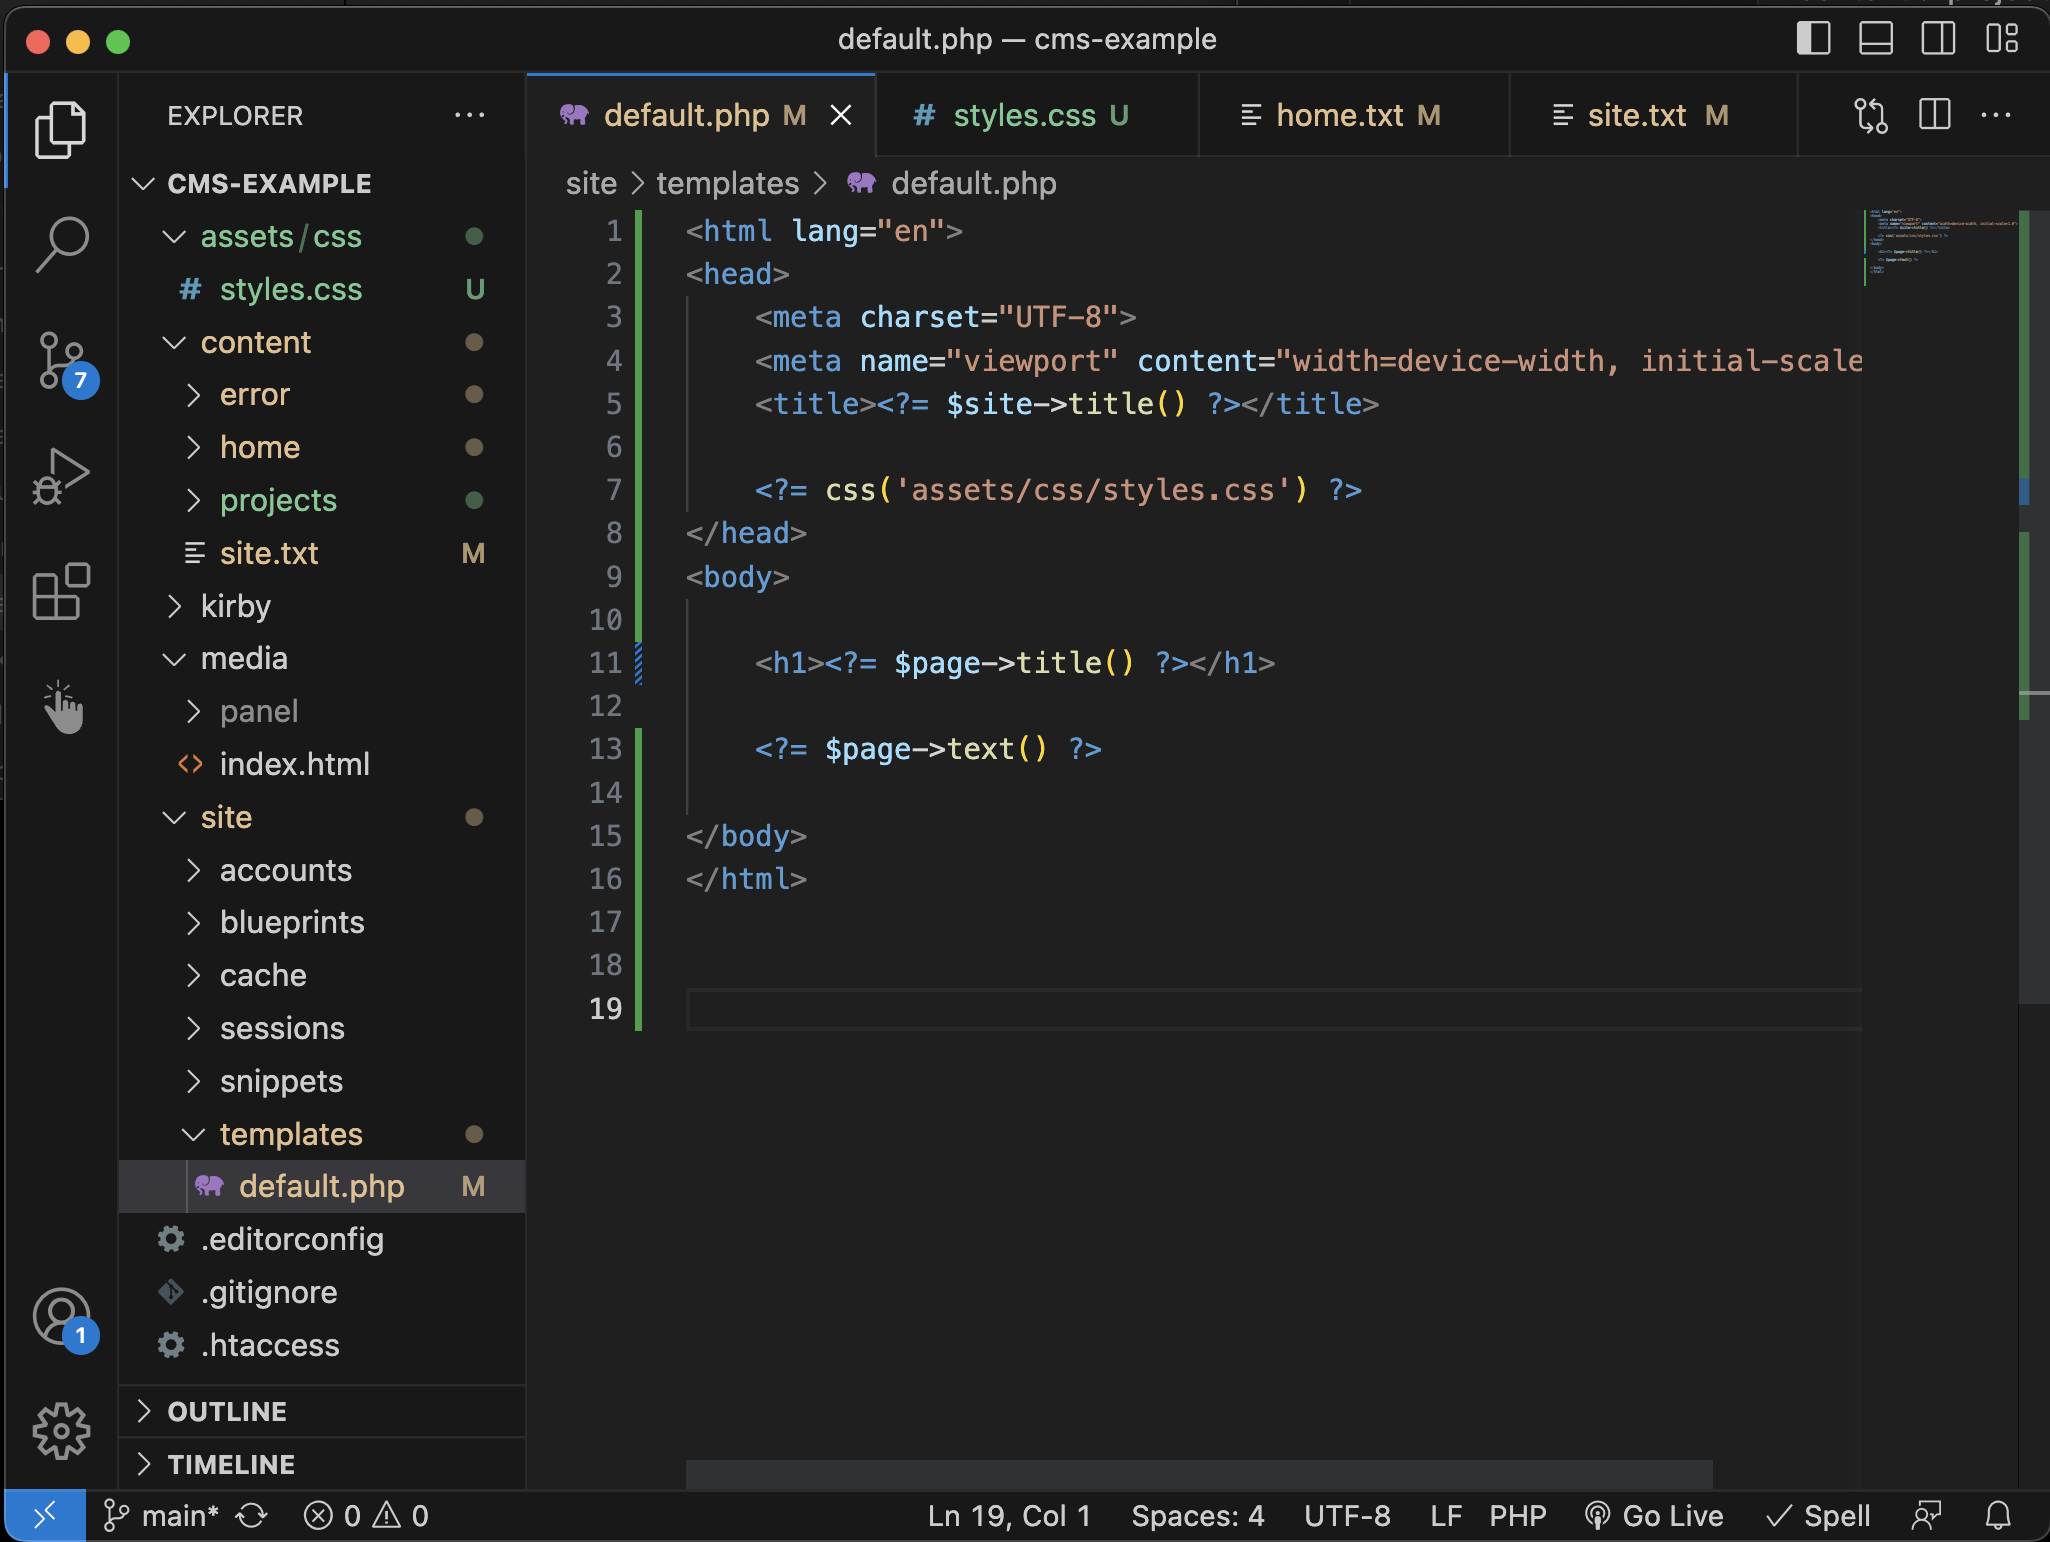 default.php — cms-example
EXPLORER
default.php M
styles.css U
home.txt M
site.txt M
CMS-EXAMPLE
assets/css
styles.css U
content
error
home
projects
site.txt M
kirby
media
panel
index.html
site
accounts
blueprints
cache
sessions
snippets
templates
default.php M
.editorconfig
.gitignore
.htaccess
OUTLINE
TIMELINE
site > templates > default.php
1 <html lang="en">
2 <head>
3 <meta charset="UTF-8">
4 <meta name="viewport" content="width=device-width, initial-scale
5 <title><?= $site->title() ?></title>
6
7 <?= css('assets/css/styles.css') ?>
8 </head>
9 <body>
10
11 <h1><?= $page->title() ?></h1>
12
13 <?= $page->text() ?>
14
15 </body>
16 </html>
17
18
19
7
1
main* 0 0 Ln 19, Col 1 Spaces: 4 UTF-8 LF PHP Go Live Spell